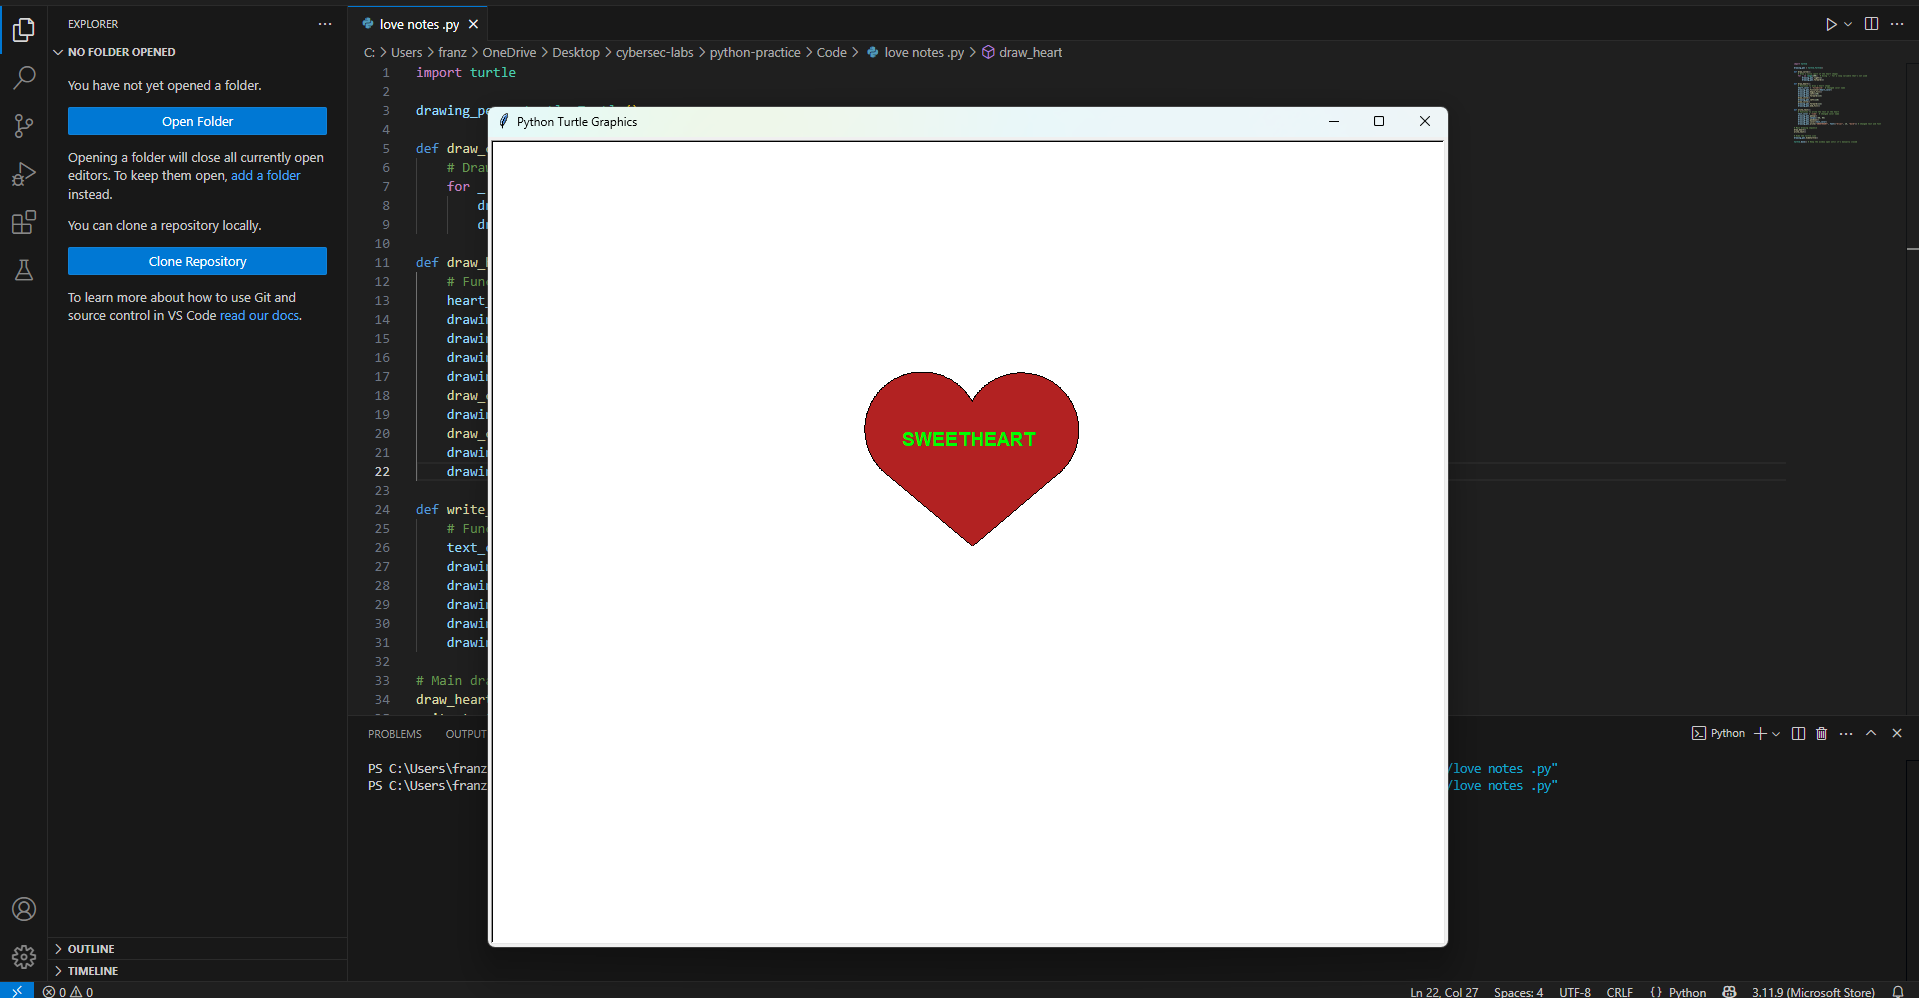 EXPLORER
NO FOLDER OPENED
You have not yet opened a folder.
Open Folder
Opening a folder will close all currently open
editors. To keep them open, add a folder
instead.
You can clone a repository locally.
Clone Repository
To learn more about how to use Git and
source control in VS Code read our docs.
OUTLINE
TIMELINE
love notes .py
C: > Users > franz > OneDrive > Desktop > cybersec-labs > python-practice > Code > love notes .py > draw_heart
1 import turtle
2
3 drawing_pe
4
5 def draw_
6 # Dra
7 for _
8 d
9 d
10
11 def draw_
12 # Fun
13 heart_
14 drawi
15 drawi
16 drawi
17 drawi
18 draw_
19 drawi
20 draw_
21 drawi
22 drawi
23
24 def write_
25 # Fun
26 text_
27 drawi
28 drawi
29 drawi
30 drawi
31 drawi
32
33 # Main dra
34 draw_hear
Python Turtle Graphics
SWEETHEART
PROBLEMS OUTPUT
Python
PS C:\Users\franz /love notes .py"
PS C:\Users\franz /love notes .py"
0 0
Ln 22, Col 27 Spaces: 4 UTF-8 CRLF {} Python 3.11.9 (Microsoft Store)